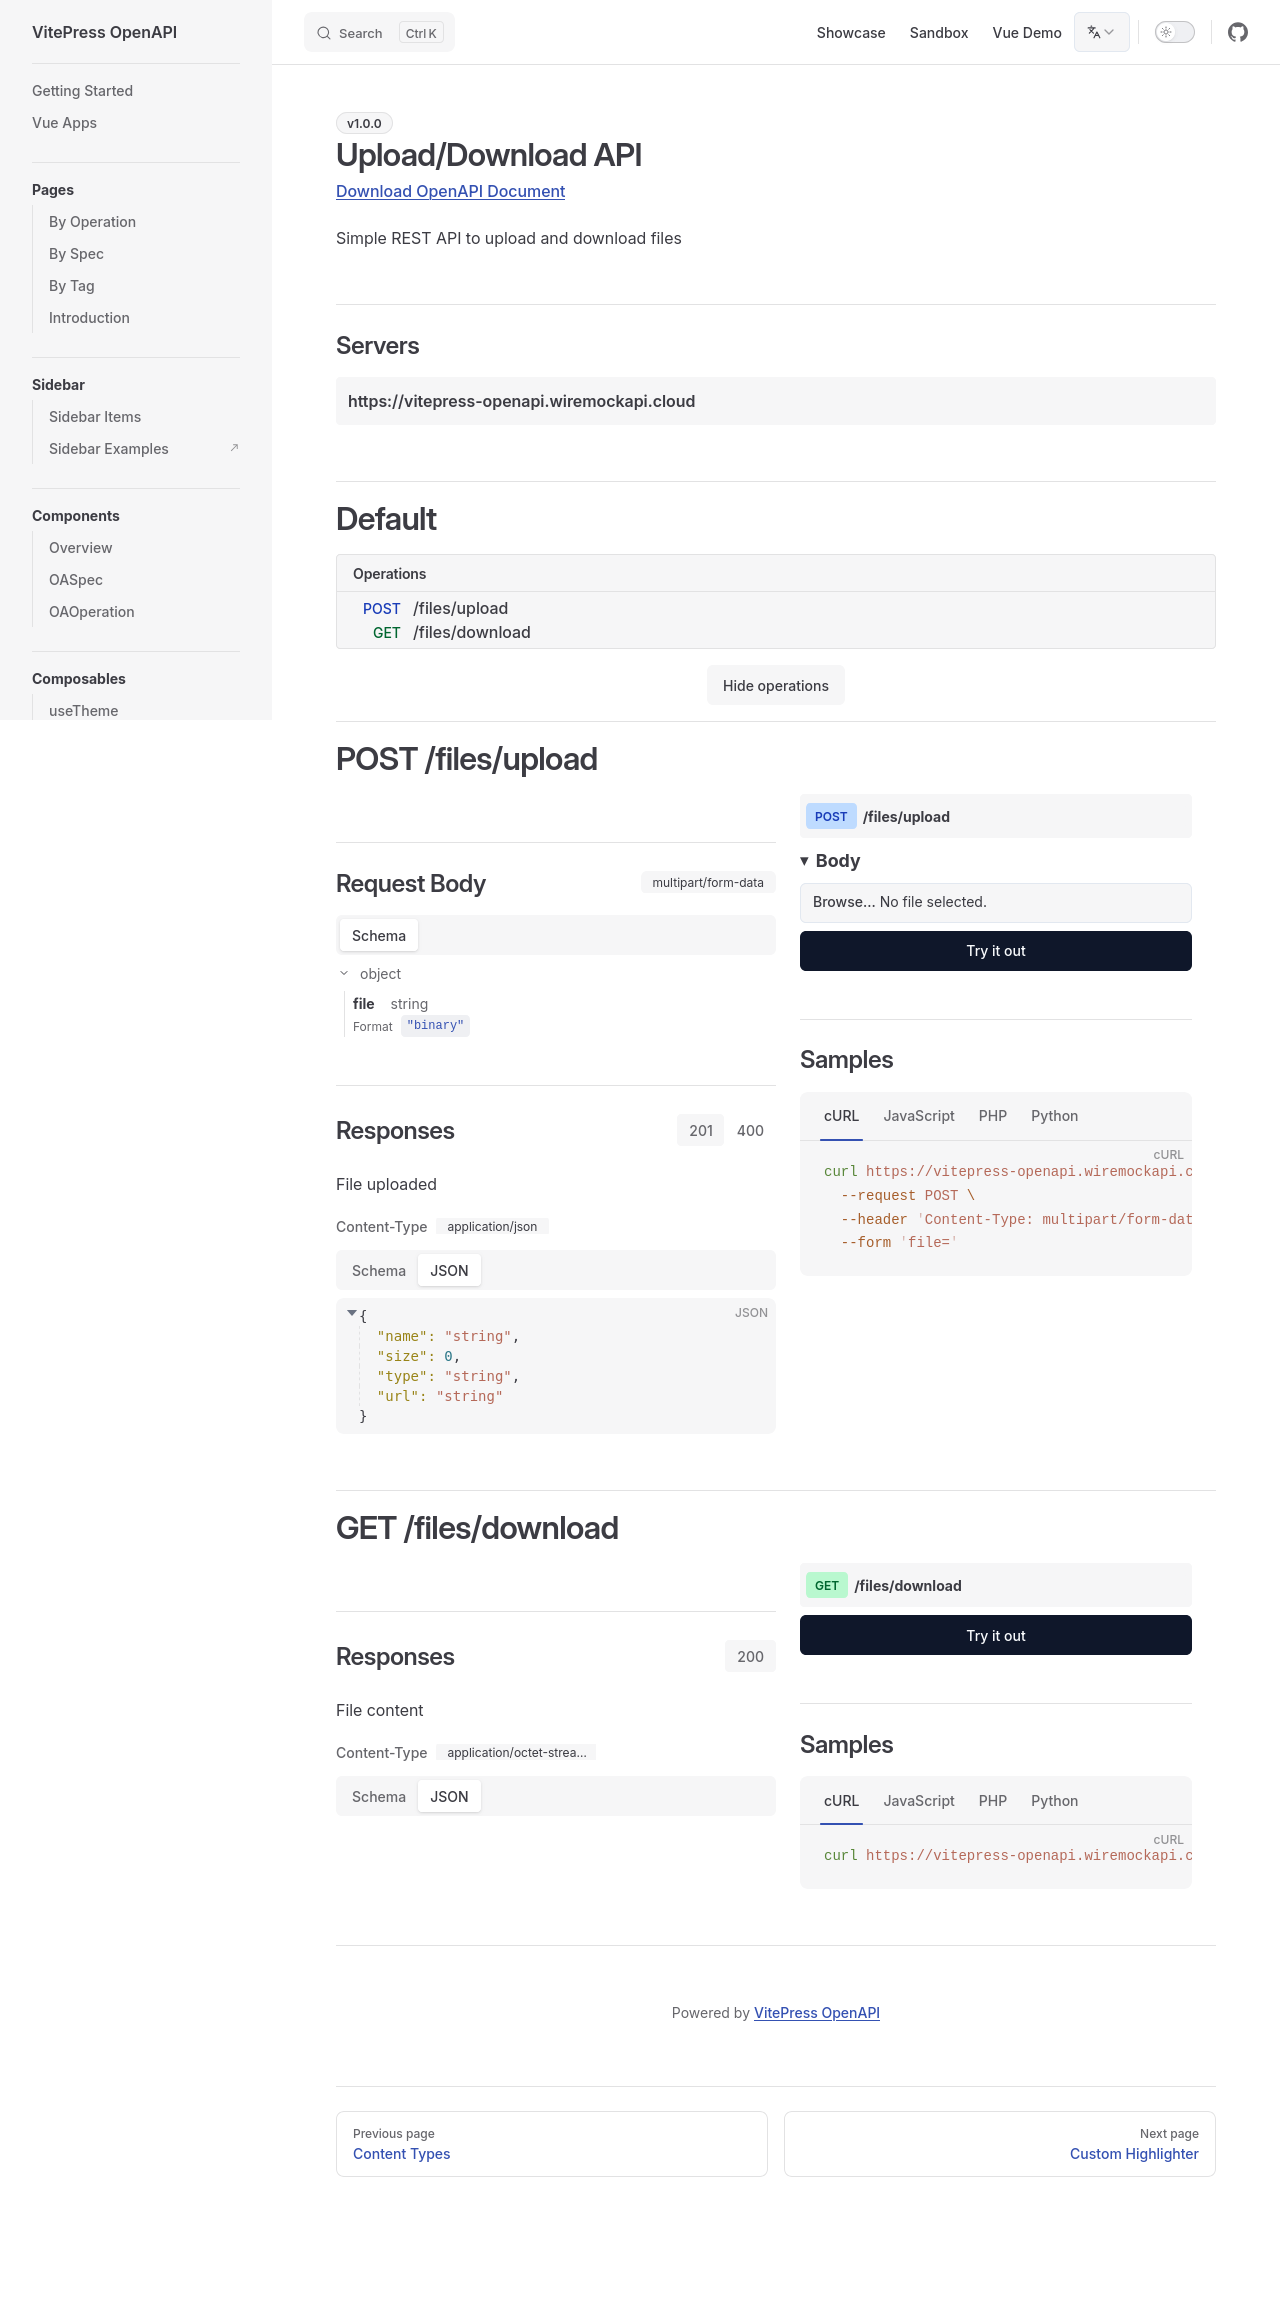 VitePress OpenAPI
Getting Started
Vue Apps
Pages
By Operation
By Spec
By Tag
Introduction
Sidebar
Sidebar Items
Sidebar Examples
Components
Overview
OASpec
OAOperation
Composables
useTheme
Search Ctrl K
Showcase Sandbox Vue Demo
v1.0.0
Upload/Download API
Download OpenAPI Document
Simple REST API to upload and download files
Servers
https://vitepress-openapi.wiremockapi.cloud
Default
Operations
POST /files/upload
GET /files/download
Hide operations
POST /files/upload
Request Body multipart/form-data
Schema
object
file string
Format "binary"
Responses 201 400
File uploaded
Content-Type application/json
Schema JSON
JSON
{
"name": "string",
"size": 0,
"type": "string",
"url": "string"
}
POST /files/upload
Body
Browse... No file selected.
Try it out
Samples
cURL JavaScript PHP Python
cURL
curl https://vitepress-openapi.wiremockapi.c
--request POST \
--header 'Content-Type: multipart/form-dat
--form 'file='
GET /files/download
Responses 200
File content
Content-Type application/octet-strea...
Schema JSON
GET /files/download
Try it out
Samples
cURL JavaScript PHP Python
cURL
curl https://vitepress-openapi.wiremockapi.c
Powered by VitePress OpenAPI
Previous page
Content Types
Next page
Custom Highlighter